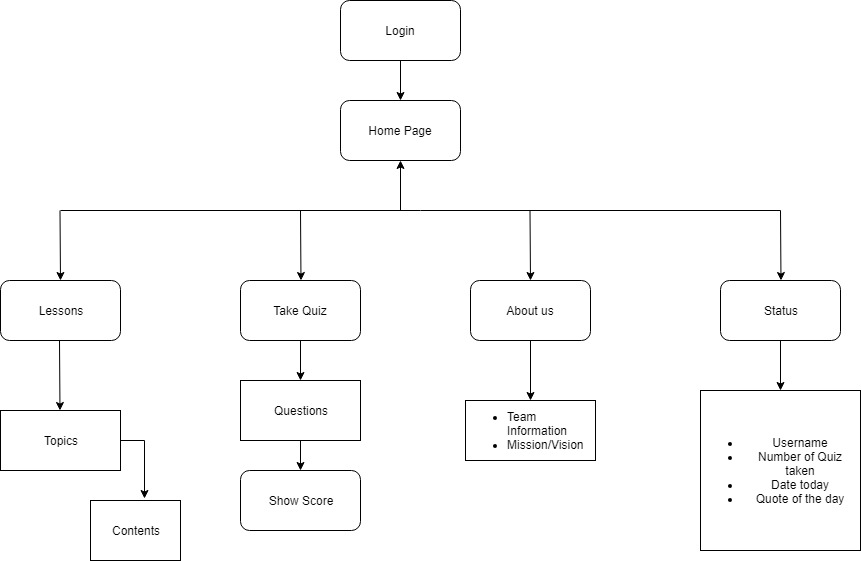 Login
Home Page
Lessons
Take Quiz
About us
Status
Topics
Questions
Team
Information
Mission/Vision
Username
Number of Quiz
taken
Date today
Quote of the day
Show Score
Contents